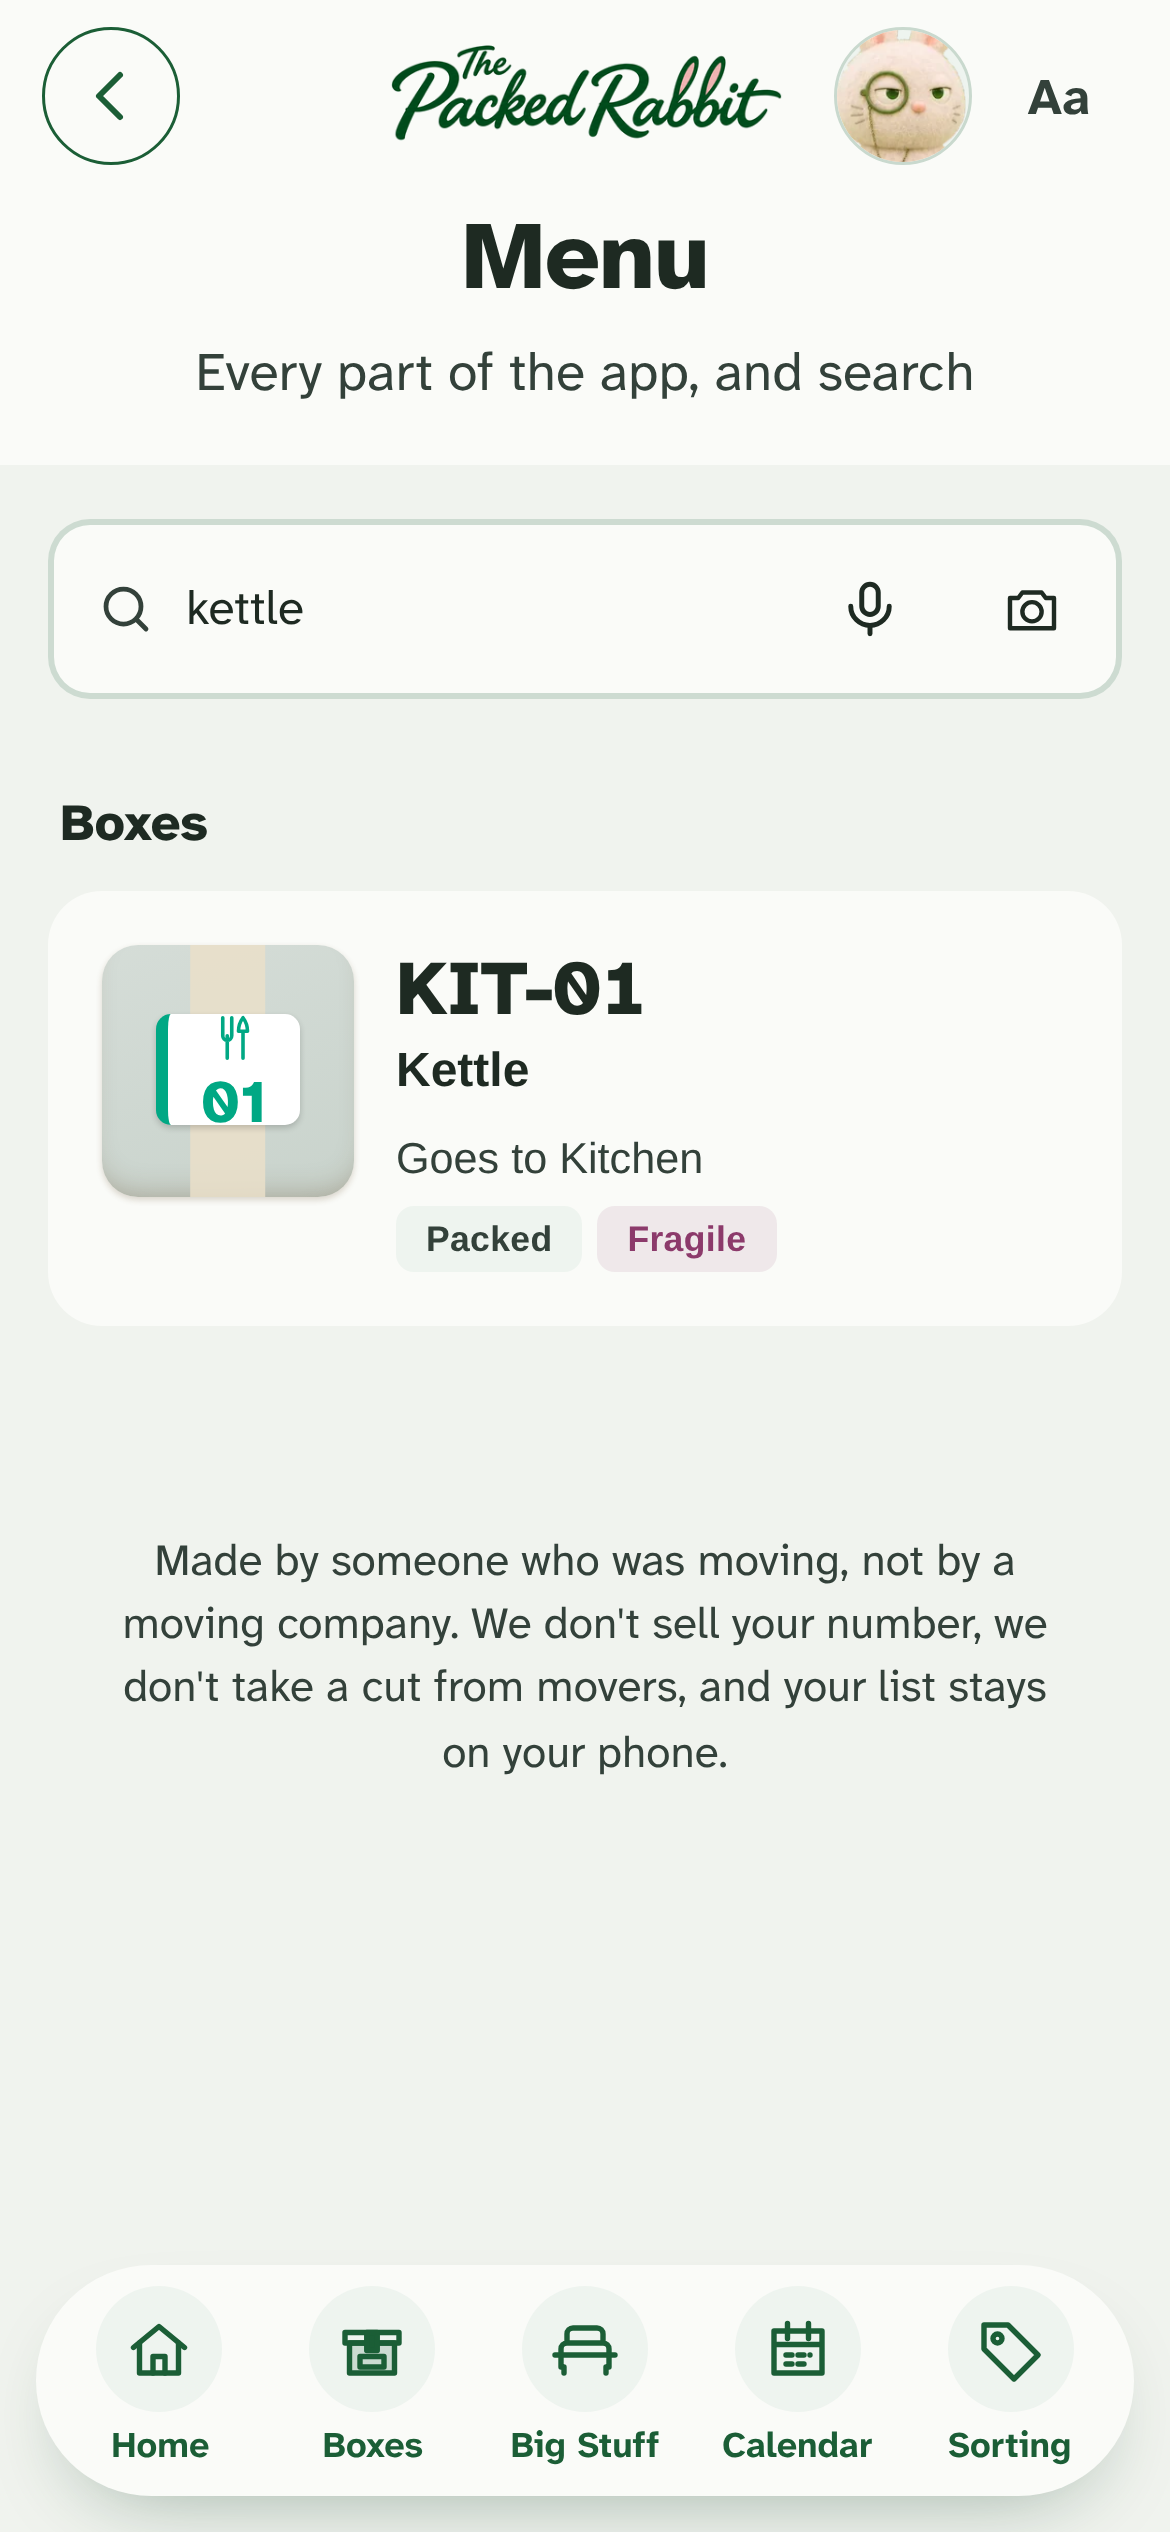 The
Packed Rabbit
Aa
Menu
Every part of the app, and search
kettle
Boxes
KIT-01
01
Kettle
Goes to Kitchen
Packed
Fragile
Made by someone who was moving, not by a
moving company. We don't sell your number, we
don't take a cut from movers, and your list stays
on your phone.
Home
Boxes
Big Stuff
Calendar
Sorting